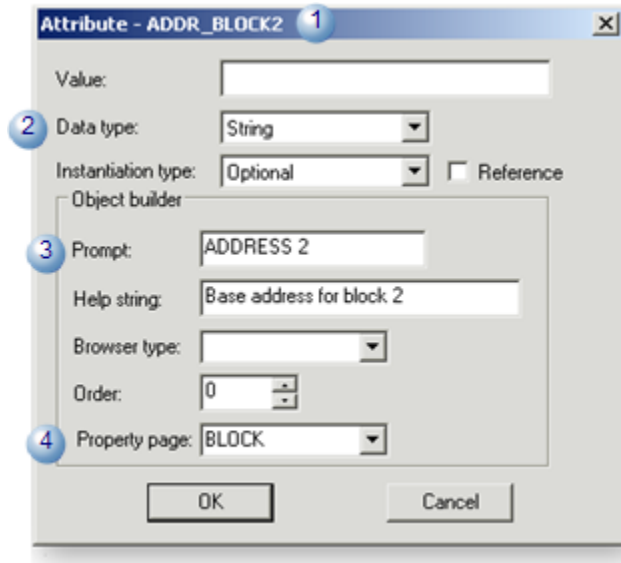 Attribute - ADDR_BLOCK2 1
Value:
2 Data type: String
Instantiation type: Optional Reference
Object builder
3 Prompt: ADDRESS 2
Help string: Base address for block 2
Browser type:
Order: 0
4 Property page: BLOCK
OK Cancel